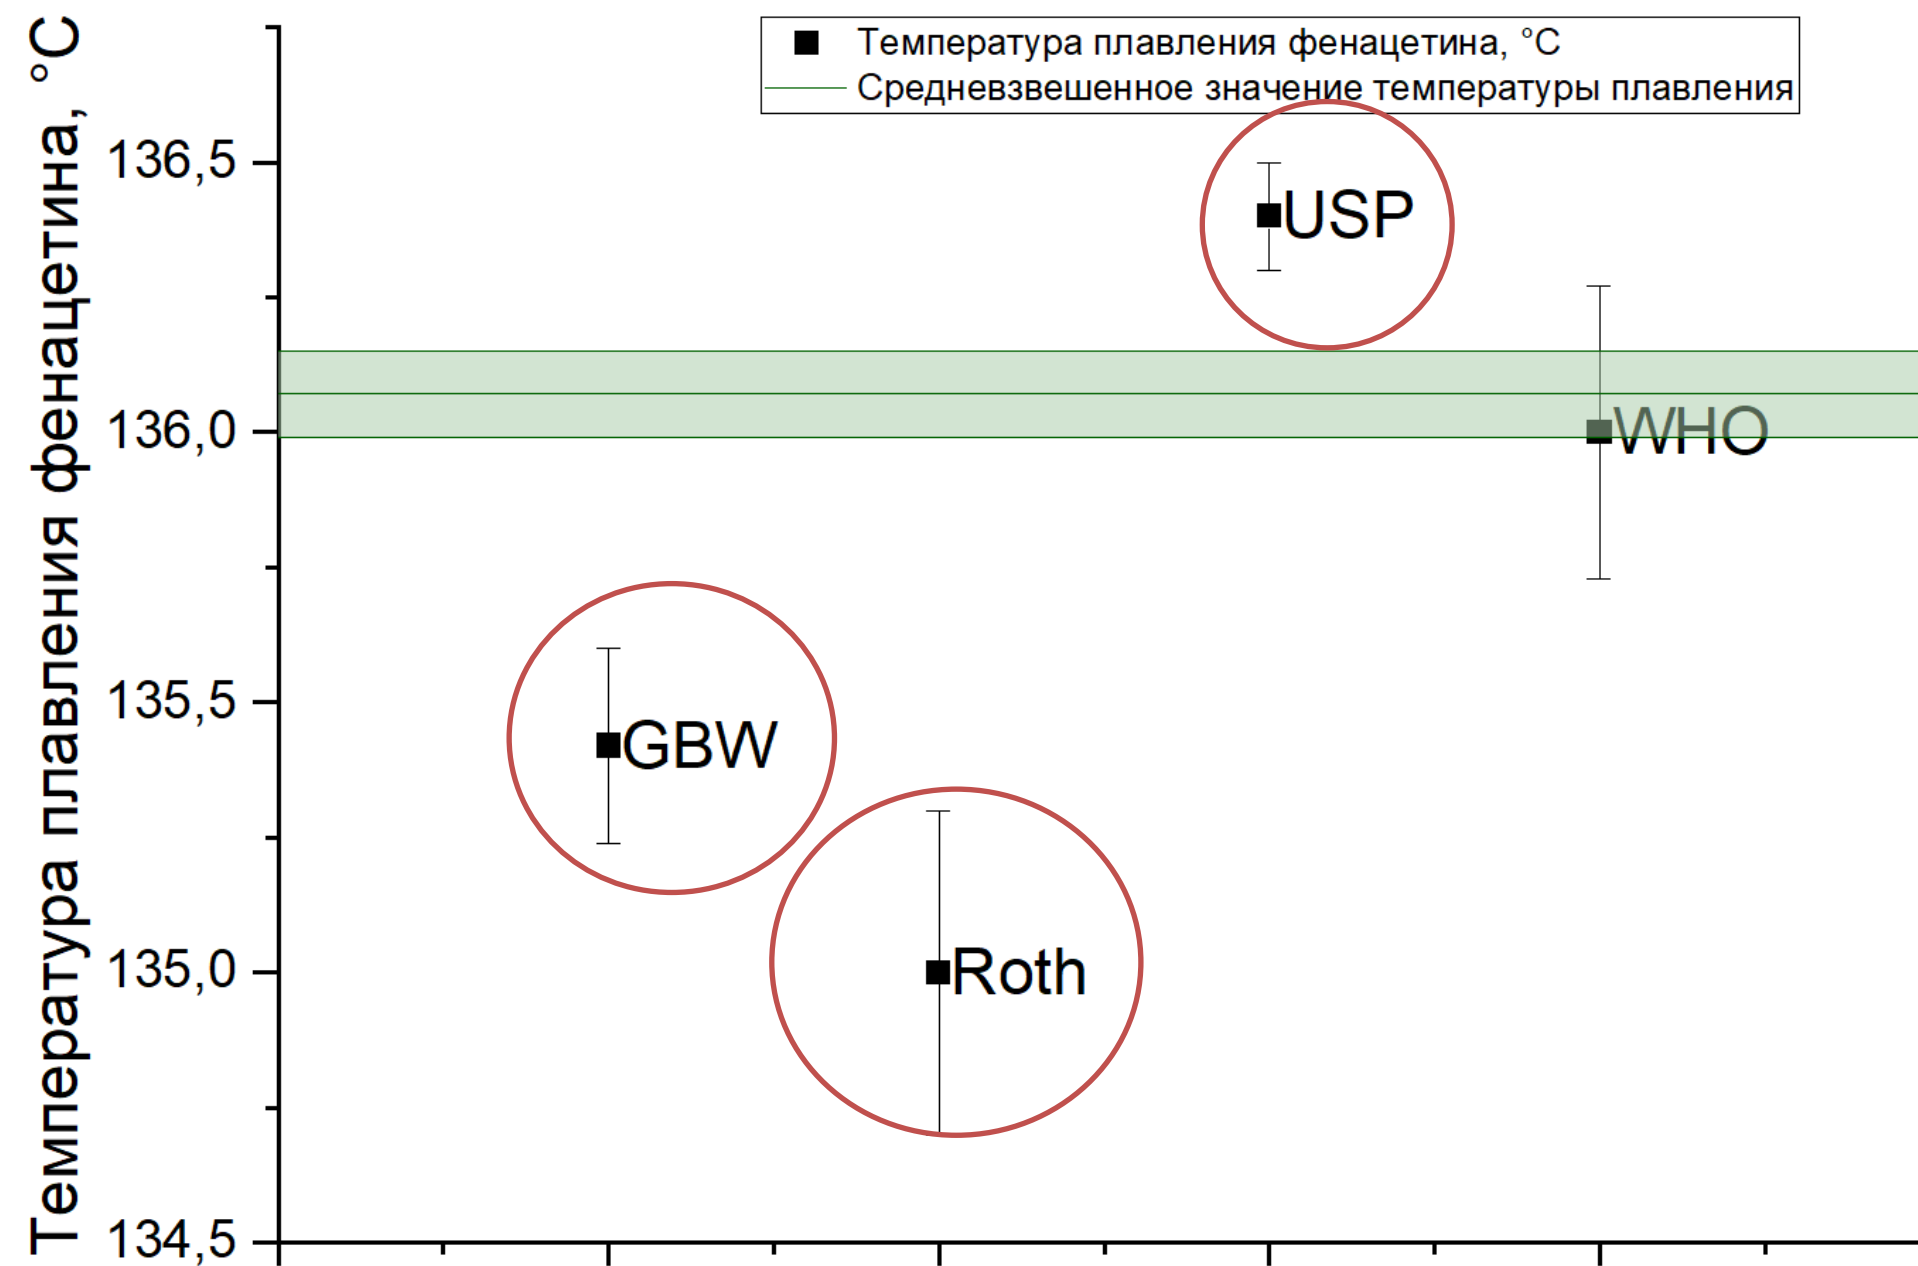 Температура плавления фенацетина, °C
Температура плавления фенацетина, °C
Средневзвешенное значение температуры плавления
136,5
USP
136,0
WHO
135,5
GBW
135,0
Roth
134,5